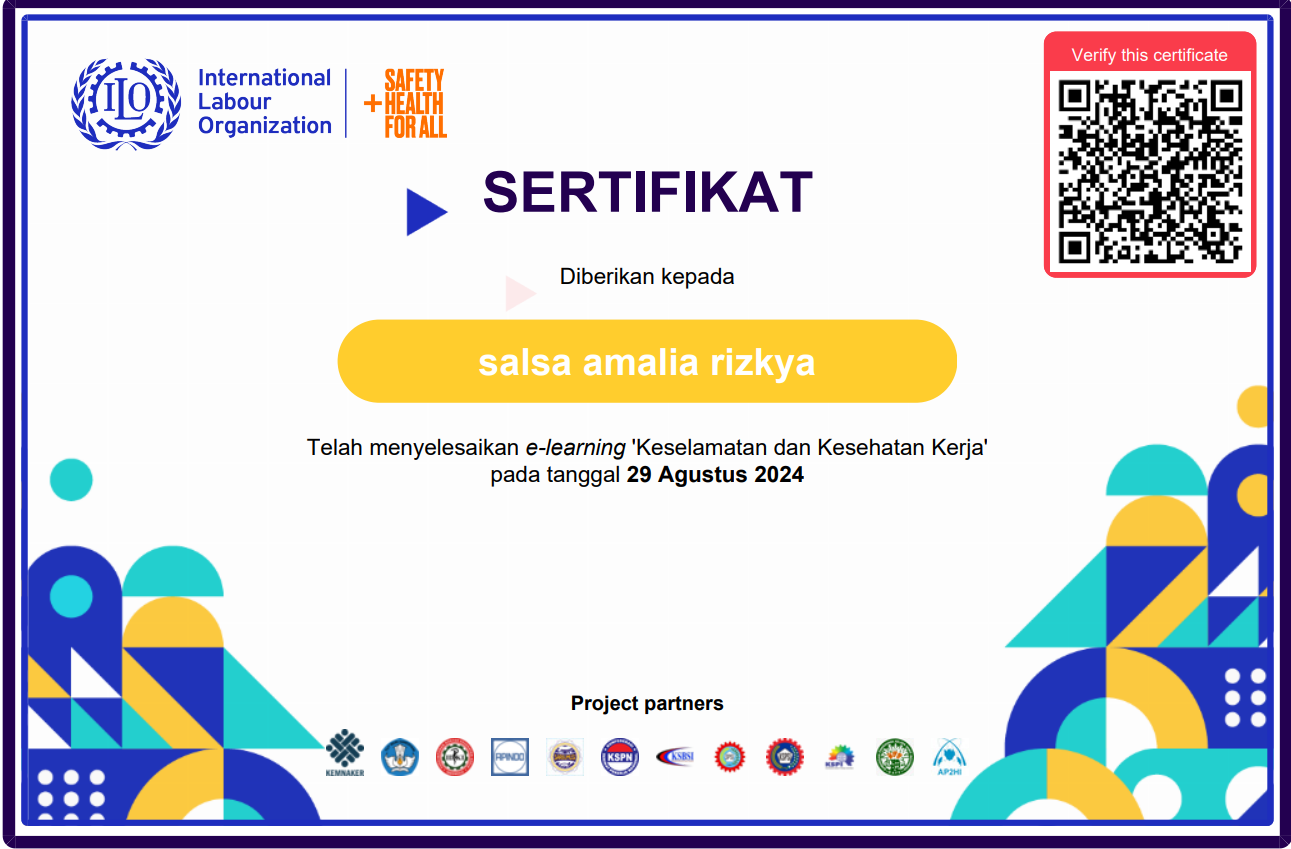 International
Labour
Organization
ILO
+SAFETY
HEALTH
FOR ALL
Verify this certificate
SERTIFIKAT
Diberikan kepada
salsa amalia rizkya
Telah menyelesaikan e-learning 'Keselamatan dan Kesehatan Kerja'
pada tanggal 29 Agustus 2024
Project partners
KEMNAKER
APINDO
KSPN
KSBSI
KSPI
AP2HI